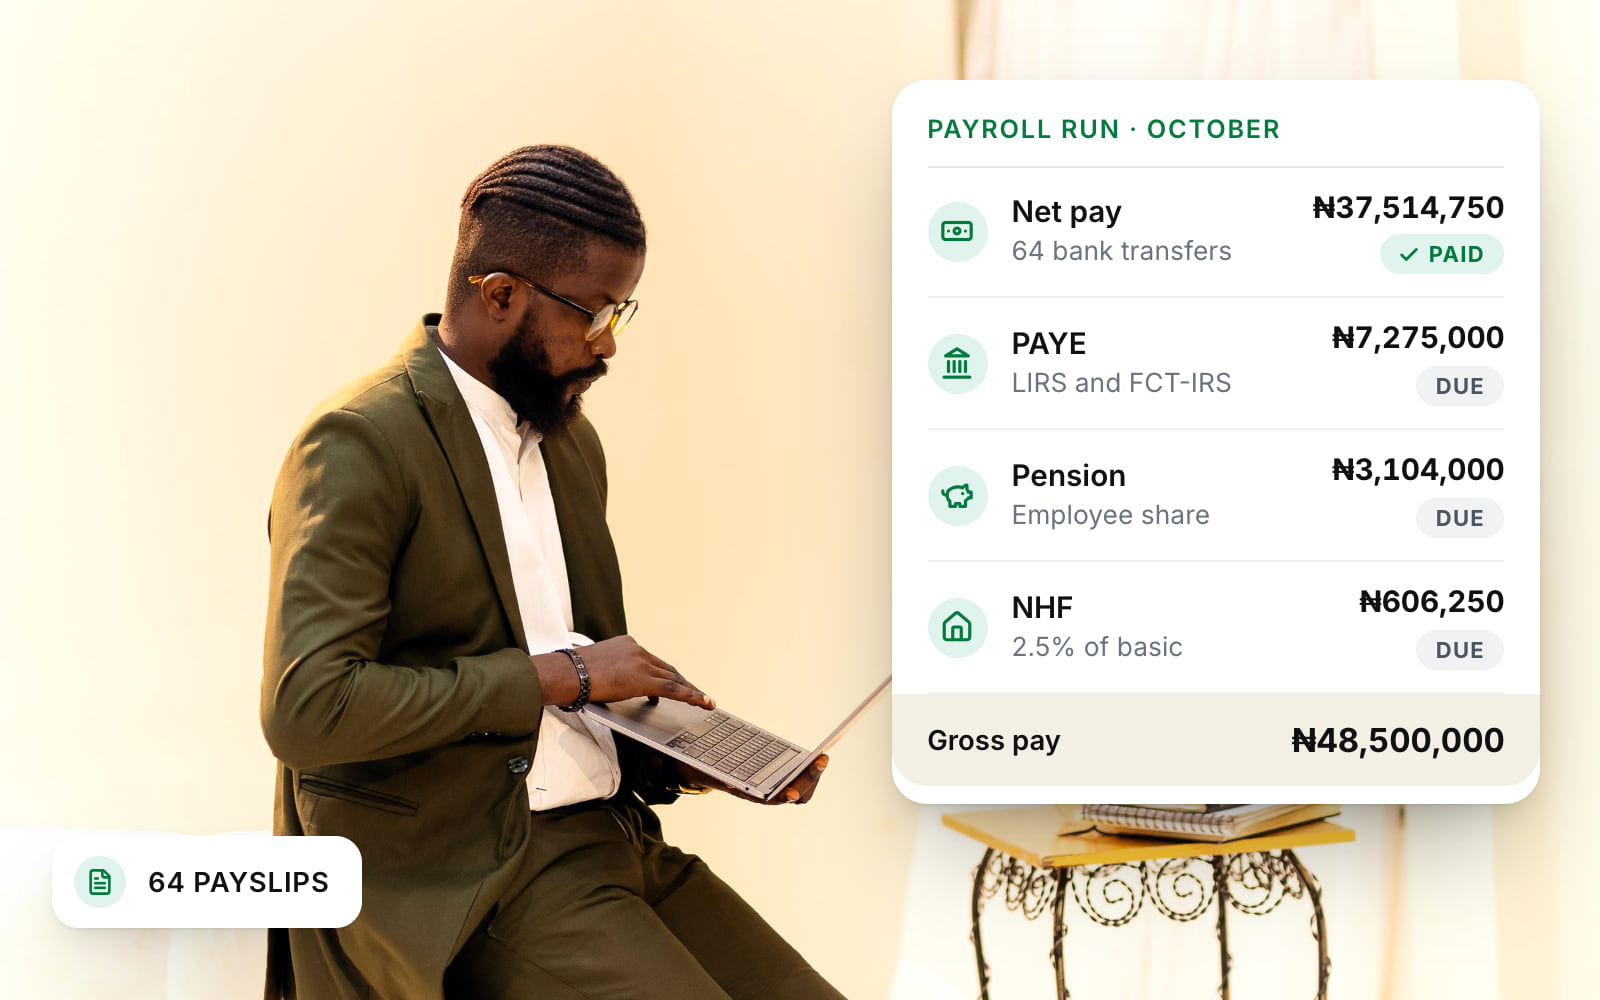 PAYROLL RUN · OCTOBER
Net pay
₦37,514,750
64 bank transfers
PAID
PAYE
₦7,275,000
LIRS and FCT-IRS
DUE
Pension
₦3,104,000
Employee share
DUE
NHF
₦606,250
2.5% of basic
DUE
Gross pay
₦48,500,000
64 PAYSLIPS